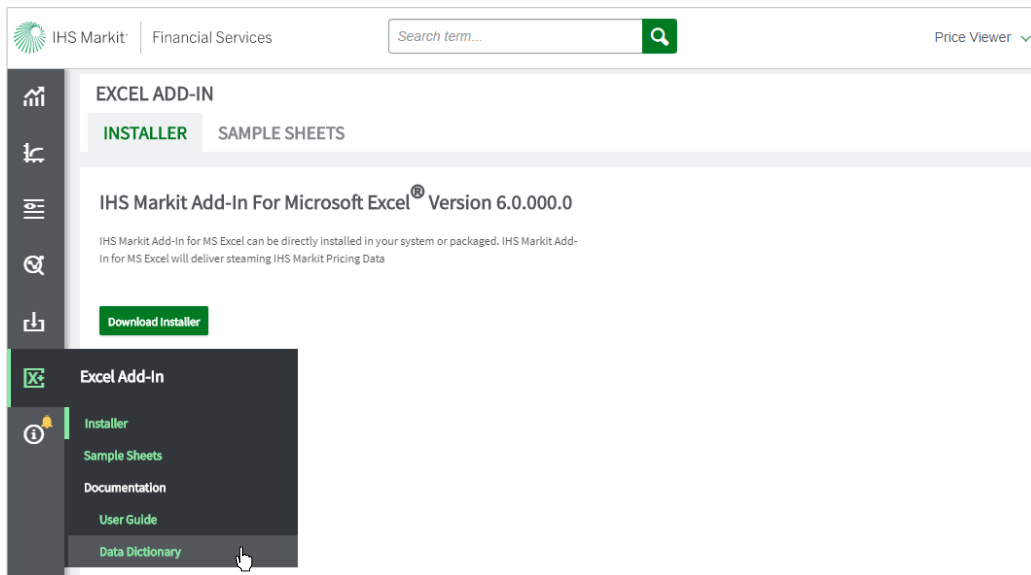 IHS Markit Financial Services Search term... Price Viewer
EXCEL ADD-IN
INSTALLER SAMPLE SHEETS
IHS Markit Add-In For Microsoft Excel® Version 6.0.000.0
IHS Markit Add-In for MS Excel can be directly installed in your system or packaged. IHS Markit Add-
In for MS Excel will deliver steaming IHS Markit Pricing Data
Download Installer
Excel Add-In
Installer
Sample Sheets
Documentation
User Guide
Data Dictionary